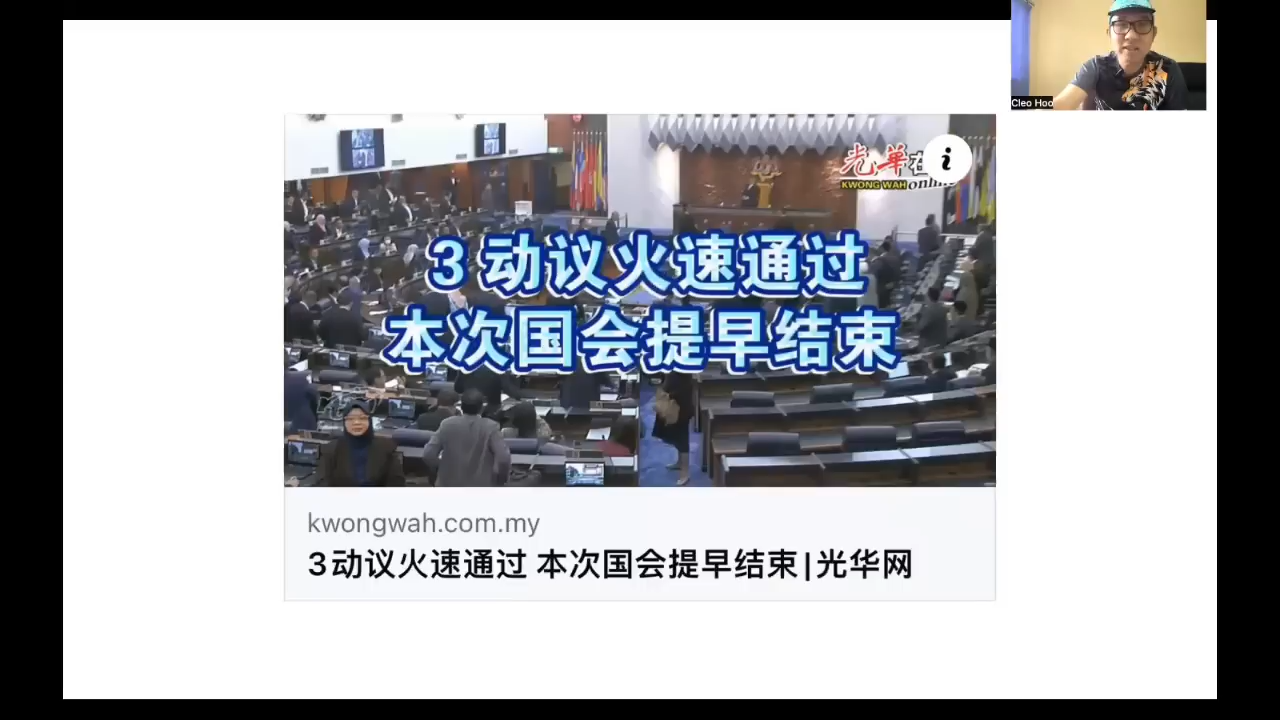 Cleo Hoo
光華在
KWONG WAH online
3 动议火速通过
本次国会提早结束
kwongwah.com.my
3动议火速通过 本次国会提早结束|光华网